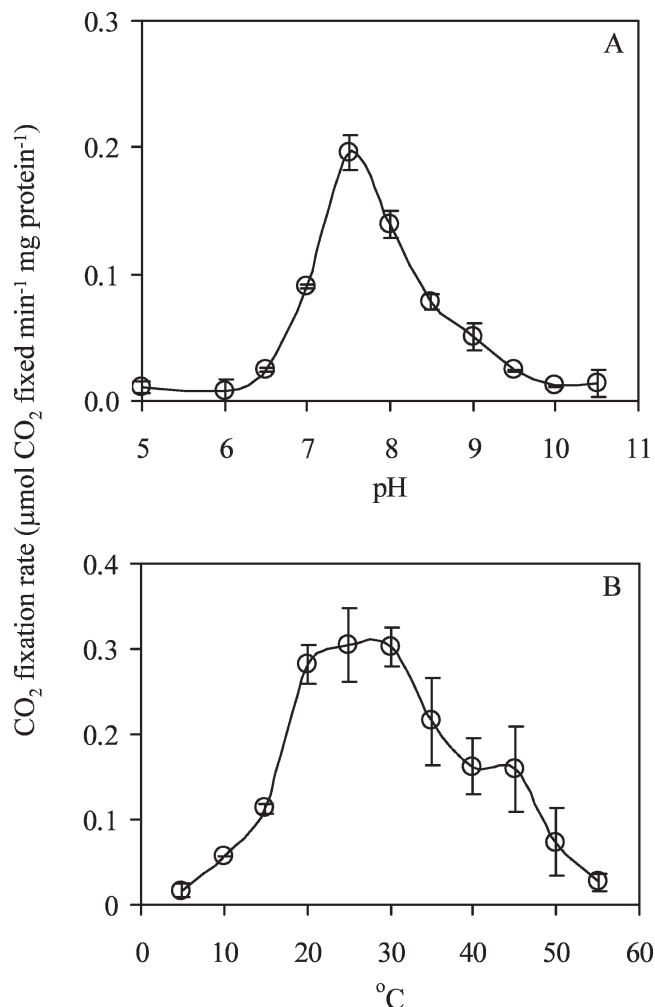 CO₂ fixation rate (µmol CO₂ fixed min⁻¹ mg protein⁻¹)
A
0.3
0.2
0.1
0.0
5 6 7 8 9 10 11
pH
B
0.4
0.3
0.2
0.1
0
0 10 20 30 40 50 60
°C